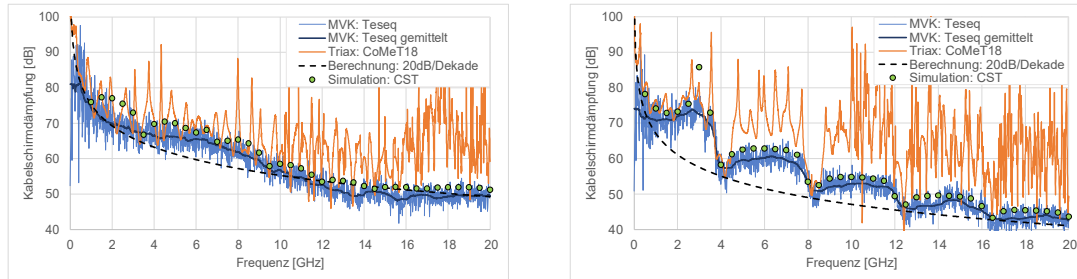 100
90
80
70
60
50
40
Kabelschirmdämpfung [dB]
MVK: Teseq
MVK: Teseq gemittelt
Triax: CoMeT18
Berechnung: 20dB/Dekade
Simulation: CST
0 2 4 6 8 10 12 14 16 18 20
Frequenz [GHz]
100
90
80
70
60
50
40
Kabelschirmdämpfung [dB]
MVK: Teseq
MVK: Teseq gemittelt
Triax: CoMeT18
Berechnung: 20dB/Dekade
Simulation: CST
0 2 4 6 8 10 12 14 16 18 20
Frequenz [GHz]